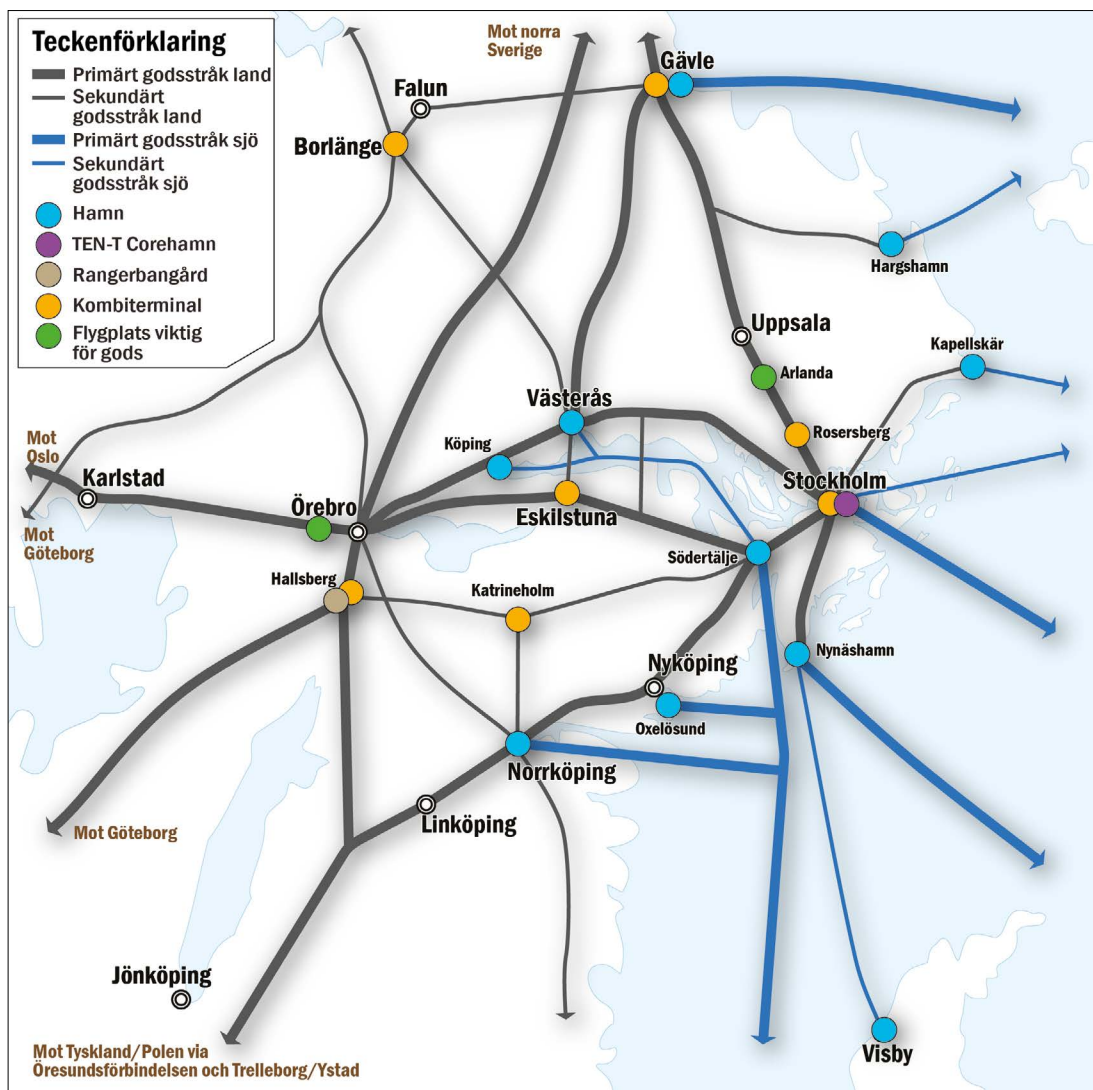 Teckenförklaring
Primärt godsstråk land
Sekundärt
godsstråk land
Primärt godsstråk sjö
Sekundärt
godsstråk sjö
Hamn
TEN-T Corehamn
Rangerbangård
Kombiterminal
Flygplats viktig
för gods
Mot norra
Sverige
Gävle
Falun
Borlänge
Hargshamn
Uppsala
Kapellskär
Arlanda
Västerås
Rosersberg
Köping
Mot
Oslo
Karlstad
Stockholm
Örebro
Eskilstuna
Mot
Göteborg
Södertälje
Hallsberg
Katrineholm
Nynäshamn
Nyköping
Oxelösund
Norrköping
Linköping
Mot Göteborg
Jönköping
Visby
Mot Tyskland/Polen via
Öresundsförbindelsen och Trelleborg/Ystad